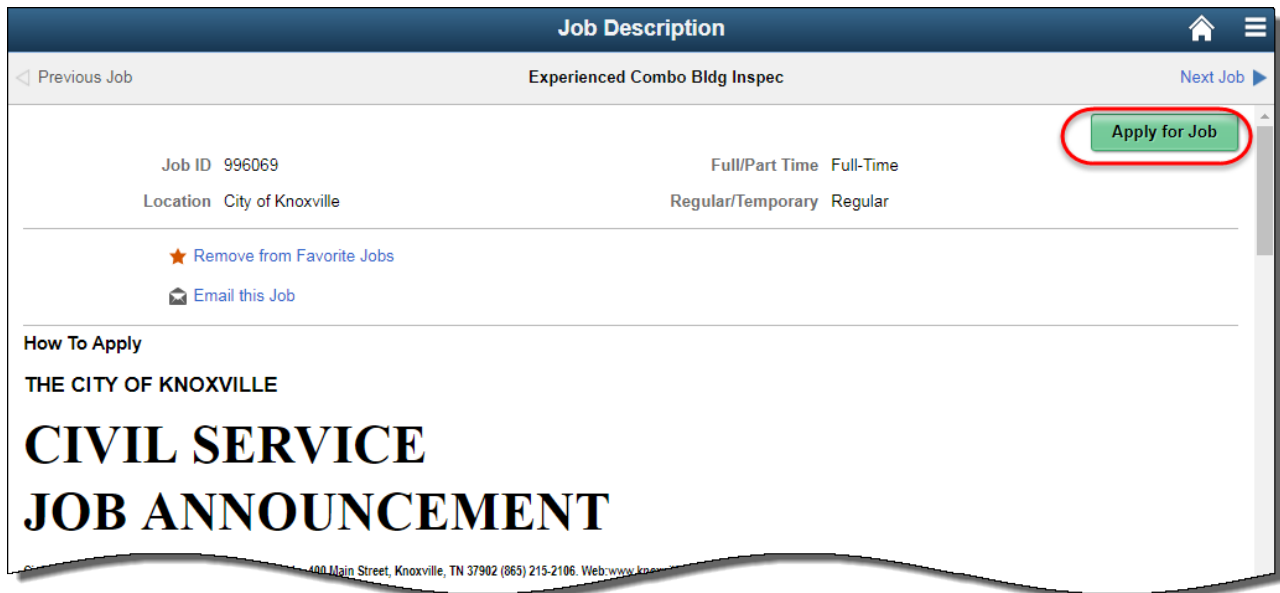 Job Description
Previous Job Experienced Combo Bldg Inspec Next Job
Apply for Job
Job ID 996069 Full/Part Time Full-Time
Location City of Knoxville Regular/Temporary Regular
Remove from Favorite Jobs
Email this Job
How To Apply
THE CITY OF KNOXVILLE
CIVIL SERVICE
JOB ANNOUNCEMENT
400 Main Street, Knoxville, TN 37902 (865) 215-2106. Web:www.